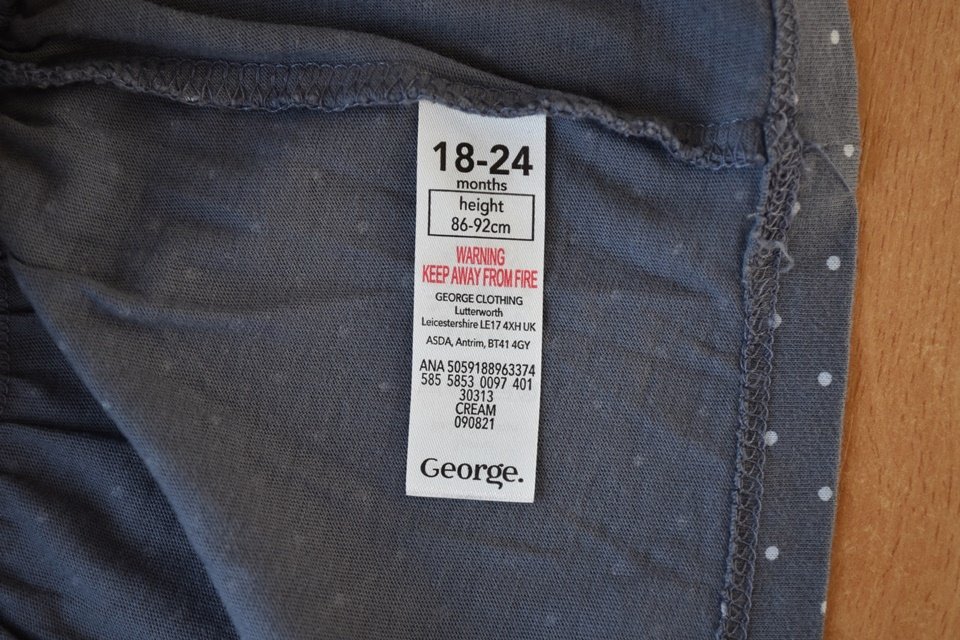 18-24
months
height
86-92cm
WARNING
KEEP AWAY FROM FIRE
GEORGE CLOTHING
Lutterworth
Leicestershire LE17 4XH UK
ASDA, Antrim, BT41 4GY
ANA 5059188963374
585 5853 0097 401
30313
CREAM
090821
George.